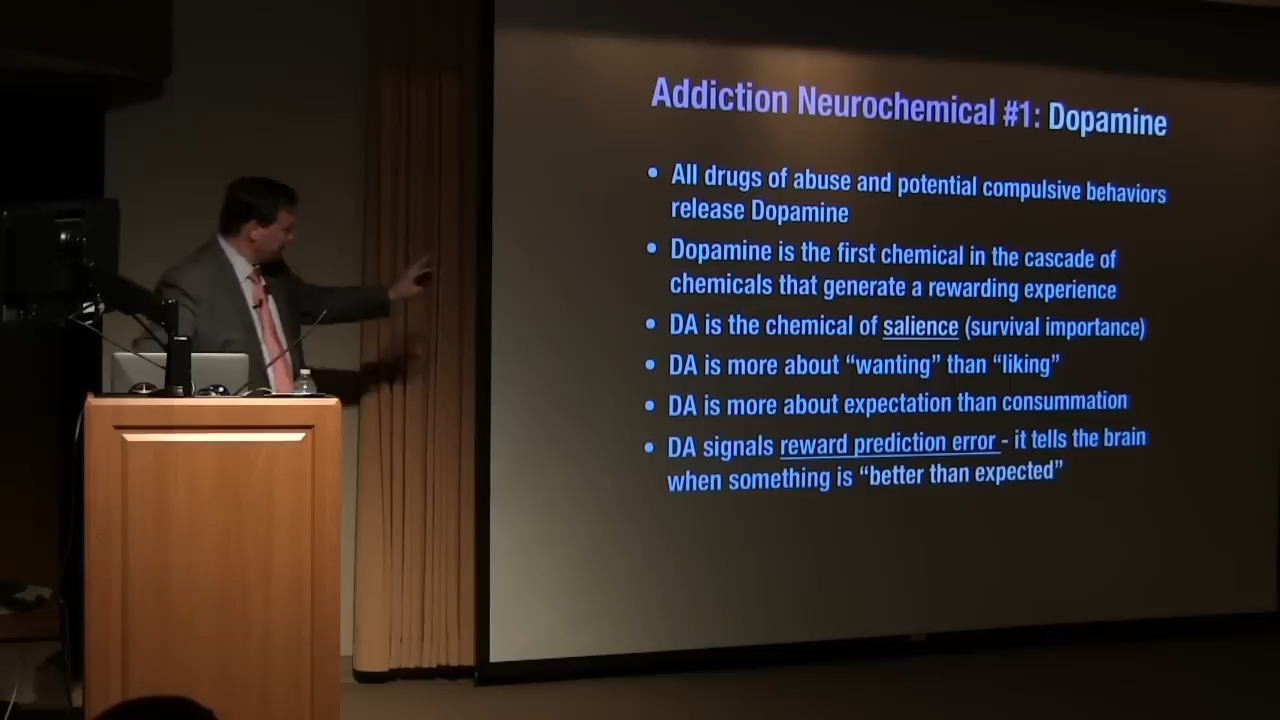 Addiction Neurochemical #1: Dopamine
• All drugs of abuse and potential compulsive behaviors
release Dopamine
• Dopamine is the first chemical in the cascade of
chemicals that generate a rewarding experience
• DA is the chemical of salience (survival importance)
• DA is more about “wanting” than “liking”
• DA is more about expectation than consummation
• DA signals reward prediction error - it tells the brain
when something is “better than expected”